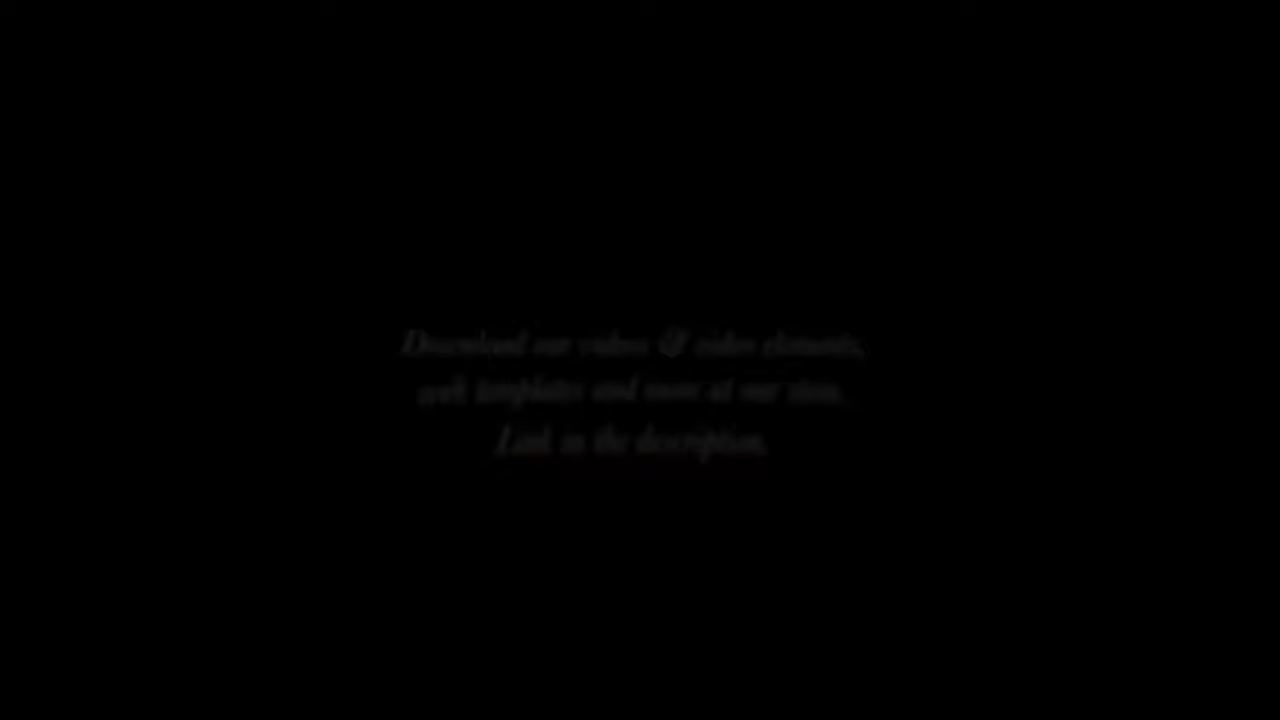 Download our videos & video elements,
web templates and more at our store.
Link in the description.